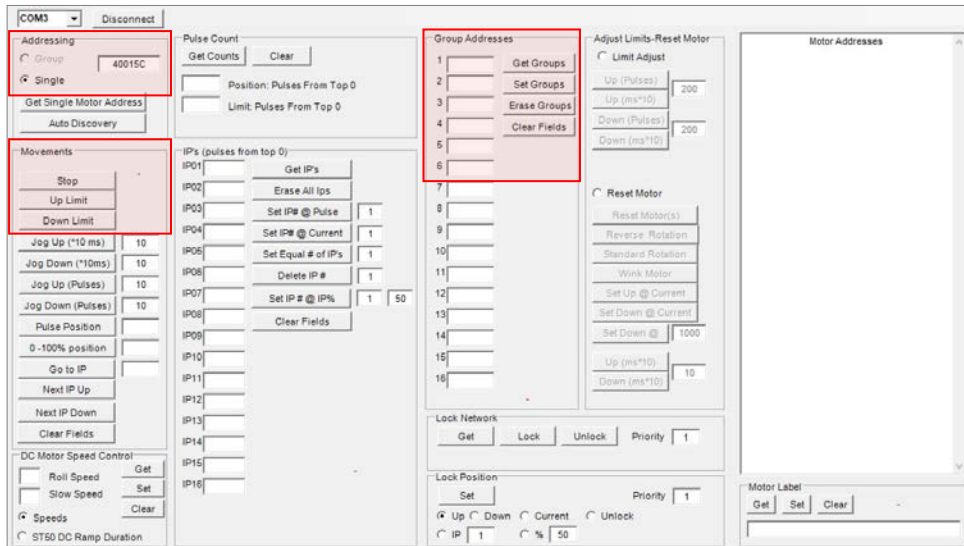 COM3 Disconnect
Addressing
Group 40015C
Single
Get Single Motor Address
Auto Discovery
Movements
Stop
Up Limit
Down Limit
Jog Up (*10 ms) 10
Jog Down (*10ms) 10
Jog Up (Pulses) 10
Jog Down (Pulses) 10
Pulse Position
0 -100% position
Go to IP
Next IP Up
Next IP Down
Clear Fields
DC Motor Speed Control
Roll Speed Get
Slow Speed Set
Speeds Clear
ST50 DC Ramp Duration
Pulse Count
Get Counts Clear
Position: Pulses From Top 0
Limit: Pulses From Top 0
IP's (pulses from top 0)
IP01 Get IP's
IP02 Erase All Ips
IP03 Set IP# @ Pulse 1
IP04 Set IP# @ Current 1
IP05 Set Equal # of IP's 1
IP06 Delete IP # 1
IP07 Set IP # @ IP% 1 50
IP08 Clear Fields
IP09
IP10
IP11
IP12
IP13
IP14
IP15
IP16
Group Addresses
1 Get Groups
2 Set Groups
3 Erase Groups
4 Clear Fields
5
6
7
8
9
10
11
12
13
14
15
16
Adjust Limits-Reset Motor
Limit Adjust
Up (Pulses) 200
Up (ms*10)
Down (Pulses) 200
Down (ms*10)
Reset Motor
Reset Motor(s)
Reverse Rotation
Standard Rotation
Wink Motor
Set Up @ Current
Set Down @ Current
Set Down @ 1000
Up (ms*10) 10
Down (ms*10)
Lock Network
Get Lock Unlock Priority 1
Lock Position
Set Priority 1
Up Down Current Unlock
IP 1 % 50
Motor Addresses
Motor Label
Get Set Clear -